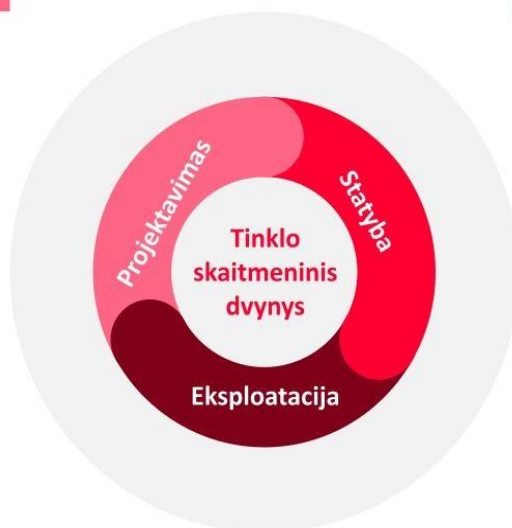 Projektavimas
Statyba
Tinklo
skaitmeninis
dvynys
Eksploatacija